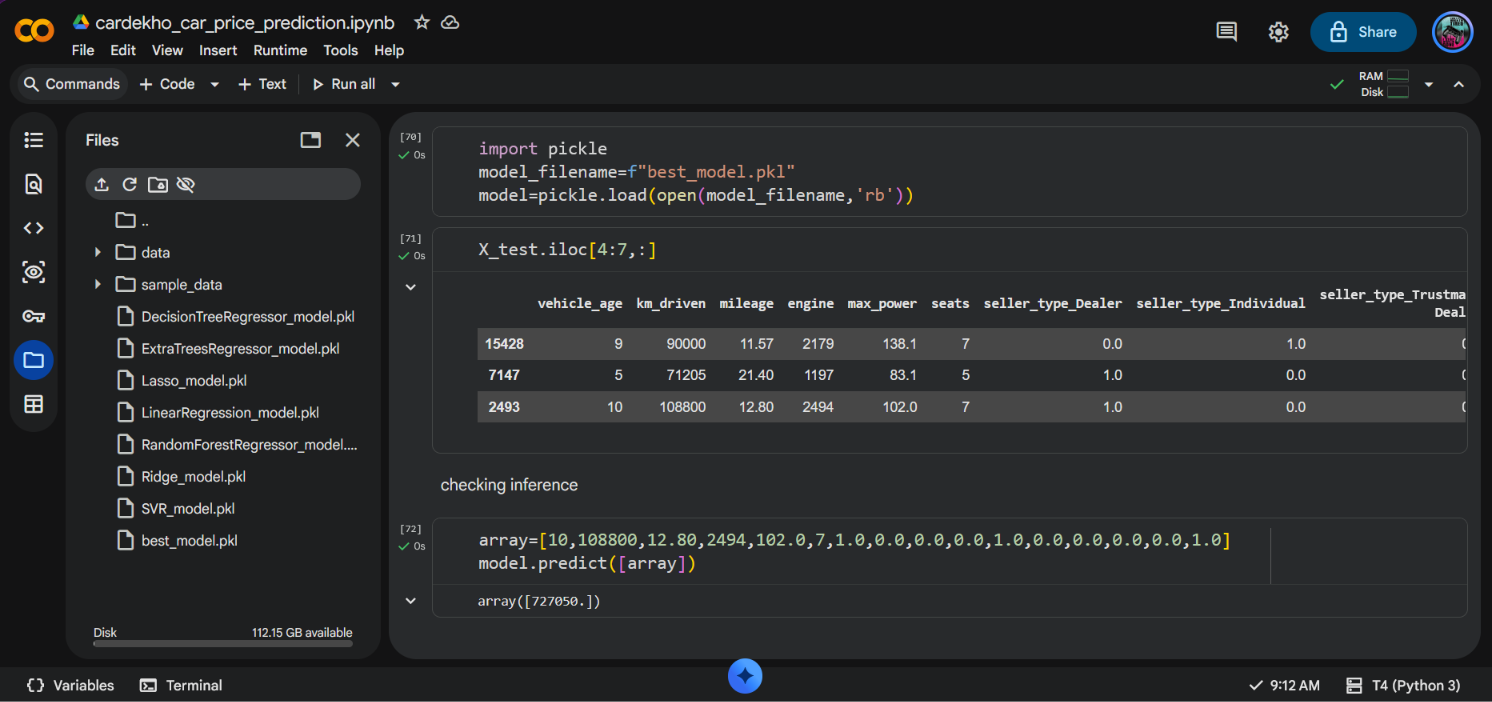 cardekho_car_price_prediction.ipynb
File Edit View Insert Runtime Tools Help
Share
Commands + Code + Text Run all
RAM
Disk
Files
..
data
sample_data
DecisionTreeRegressor_model.pkl
ExtraTreesRegressor_model.pkl
Lasso_model.pkl
LinearRegression_model.pkl
RandomForestRegressor_model....
Ridge_model.pkl
SVR_model.pkl
best_model.pkl
Disk 112.15 GB available
[70]
0s
import pickle
model_filename=f"best_model.pkl"
model=pickle.load(open(model_filename,'rb'))
[71]
0s
X_test.iloc[4:7,:]
vehicle_age km_driven mileage engine max_power seats seller_type_Dealer seller_type_Individual seller_type_Trustma
Deal
15428 9 90000 11.57 2179 138.1 7 0.0 1.0
7147 5 71205 21.40 1197 83.1 5 1.0 0.0
2493 10 108800 12.80 2494 102.0 7 1.0 0.0
checking inference
[72]
0s
array=[10,108800,12.80,2494,102.0,7,1.0,0.0,0.0,0.0,1.0,0.0,0.0,0.0,0.0,1.0]
model.predict([array])
array([727050.])
{} Variables Terminal
9:12 AM T4 (Python 3)